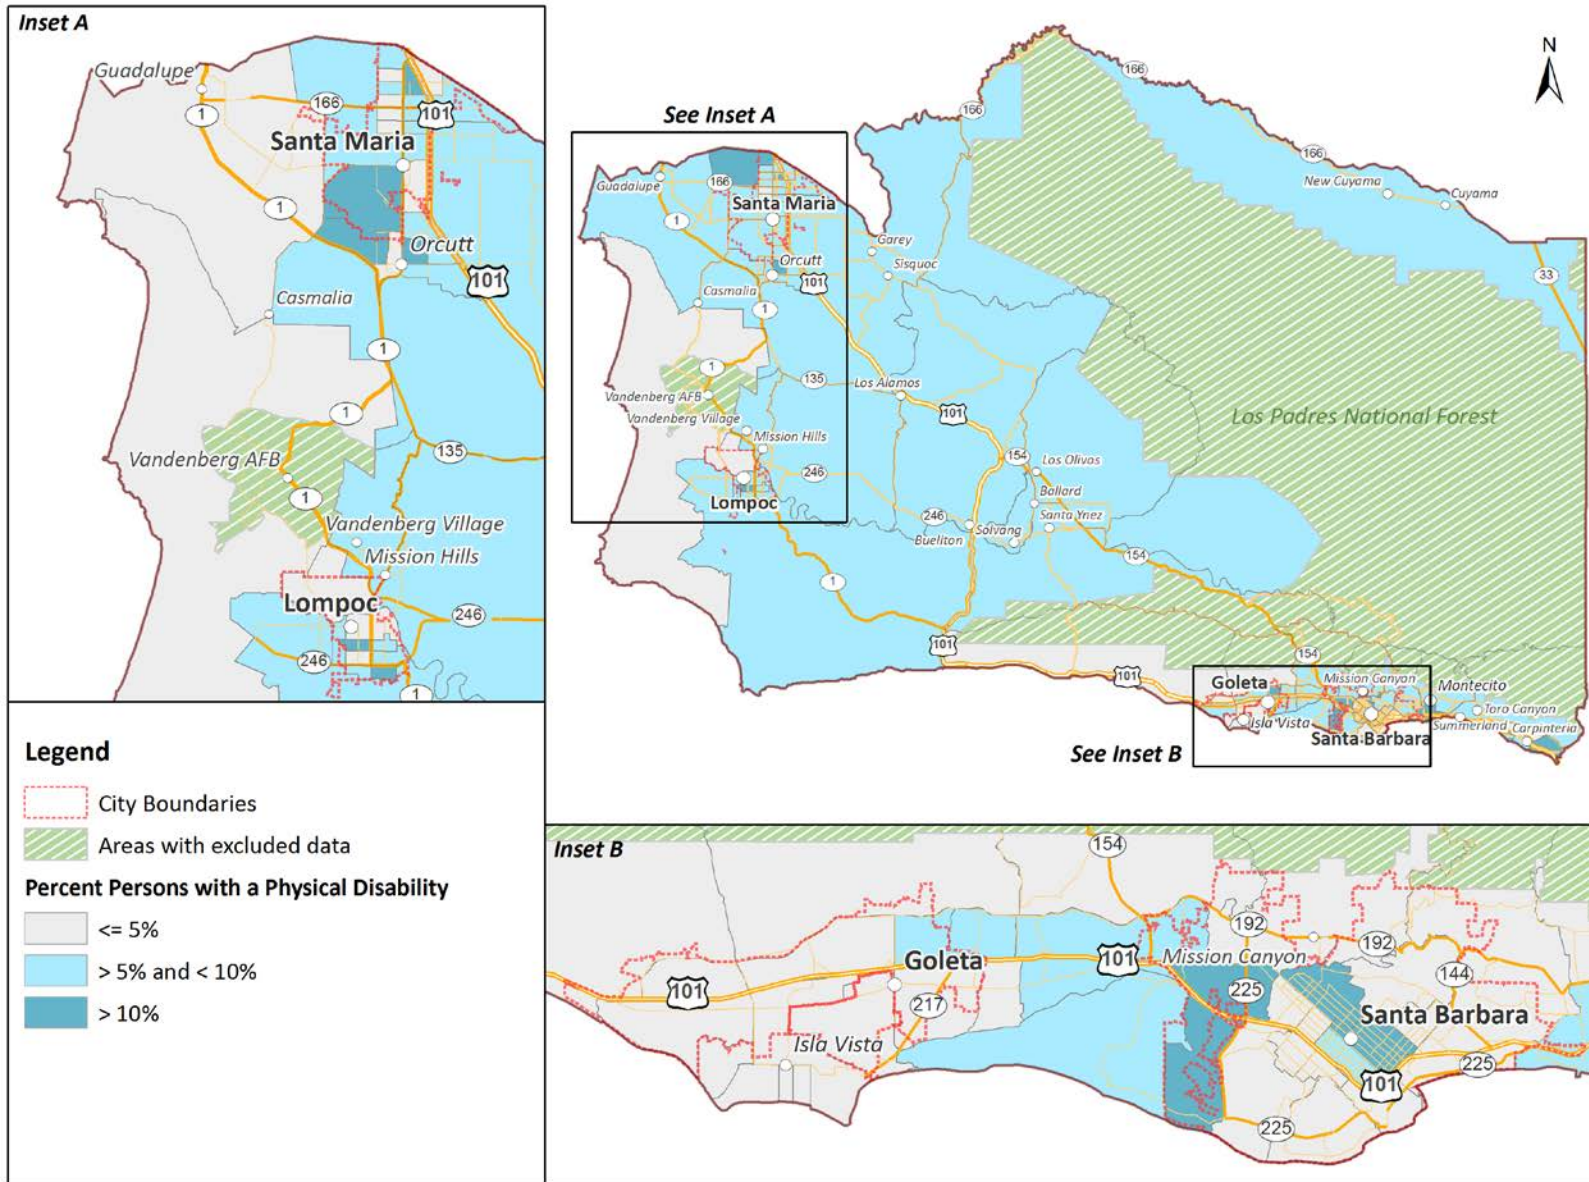 Inset A
Guadalupe
1
166
101
Santa Maria
1
Orcutt
101
Casmalia
1
1
135
Vandenberg AFB
1
Vandenberg Village
Mission Hills
Lompoc
246
246
1
Legend
City Boundaries
Areas with excluded data
Percent Persons with a Physical Disability
<= 5%
> 5% and < 10%
> 10%
N
See Inset A
166
166
166
166
Guadalupe
New Cuyama
Cuyama
Santa Maria
1
Garey
Orcutt
Sisquoc
101
33
Casmalia
1
1
135
Los Alamos
Vandenberg AFB
101
Los Padres National Forest
Vandenberg Village
Mission Hills
154
Los Olivos
246
Lompoc
Ballard
246
Santa Ynez
Buellton
Solvang
154
1
101
154
101
Goleta
Mission Canyon
Montecito
Isla Vista
Toro Canyon
Summerland
Carpinteria
Santa Barbara
See Inset B
Inset B
154
192
192
Mission Canyon
101
Goleta
144
101
217
225
Santa Barbara
Isla Vista
225
101
225